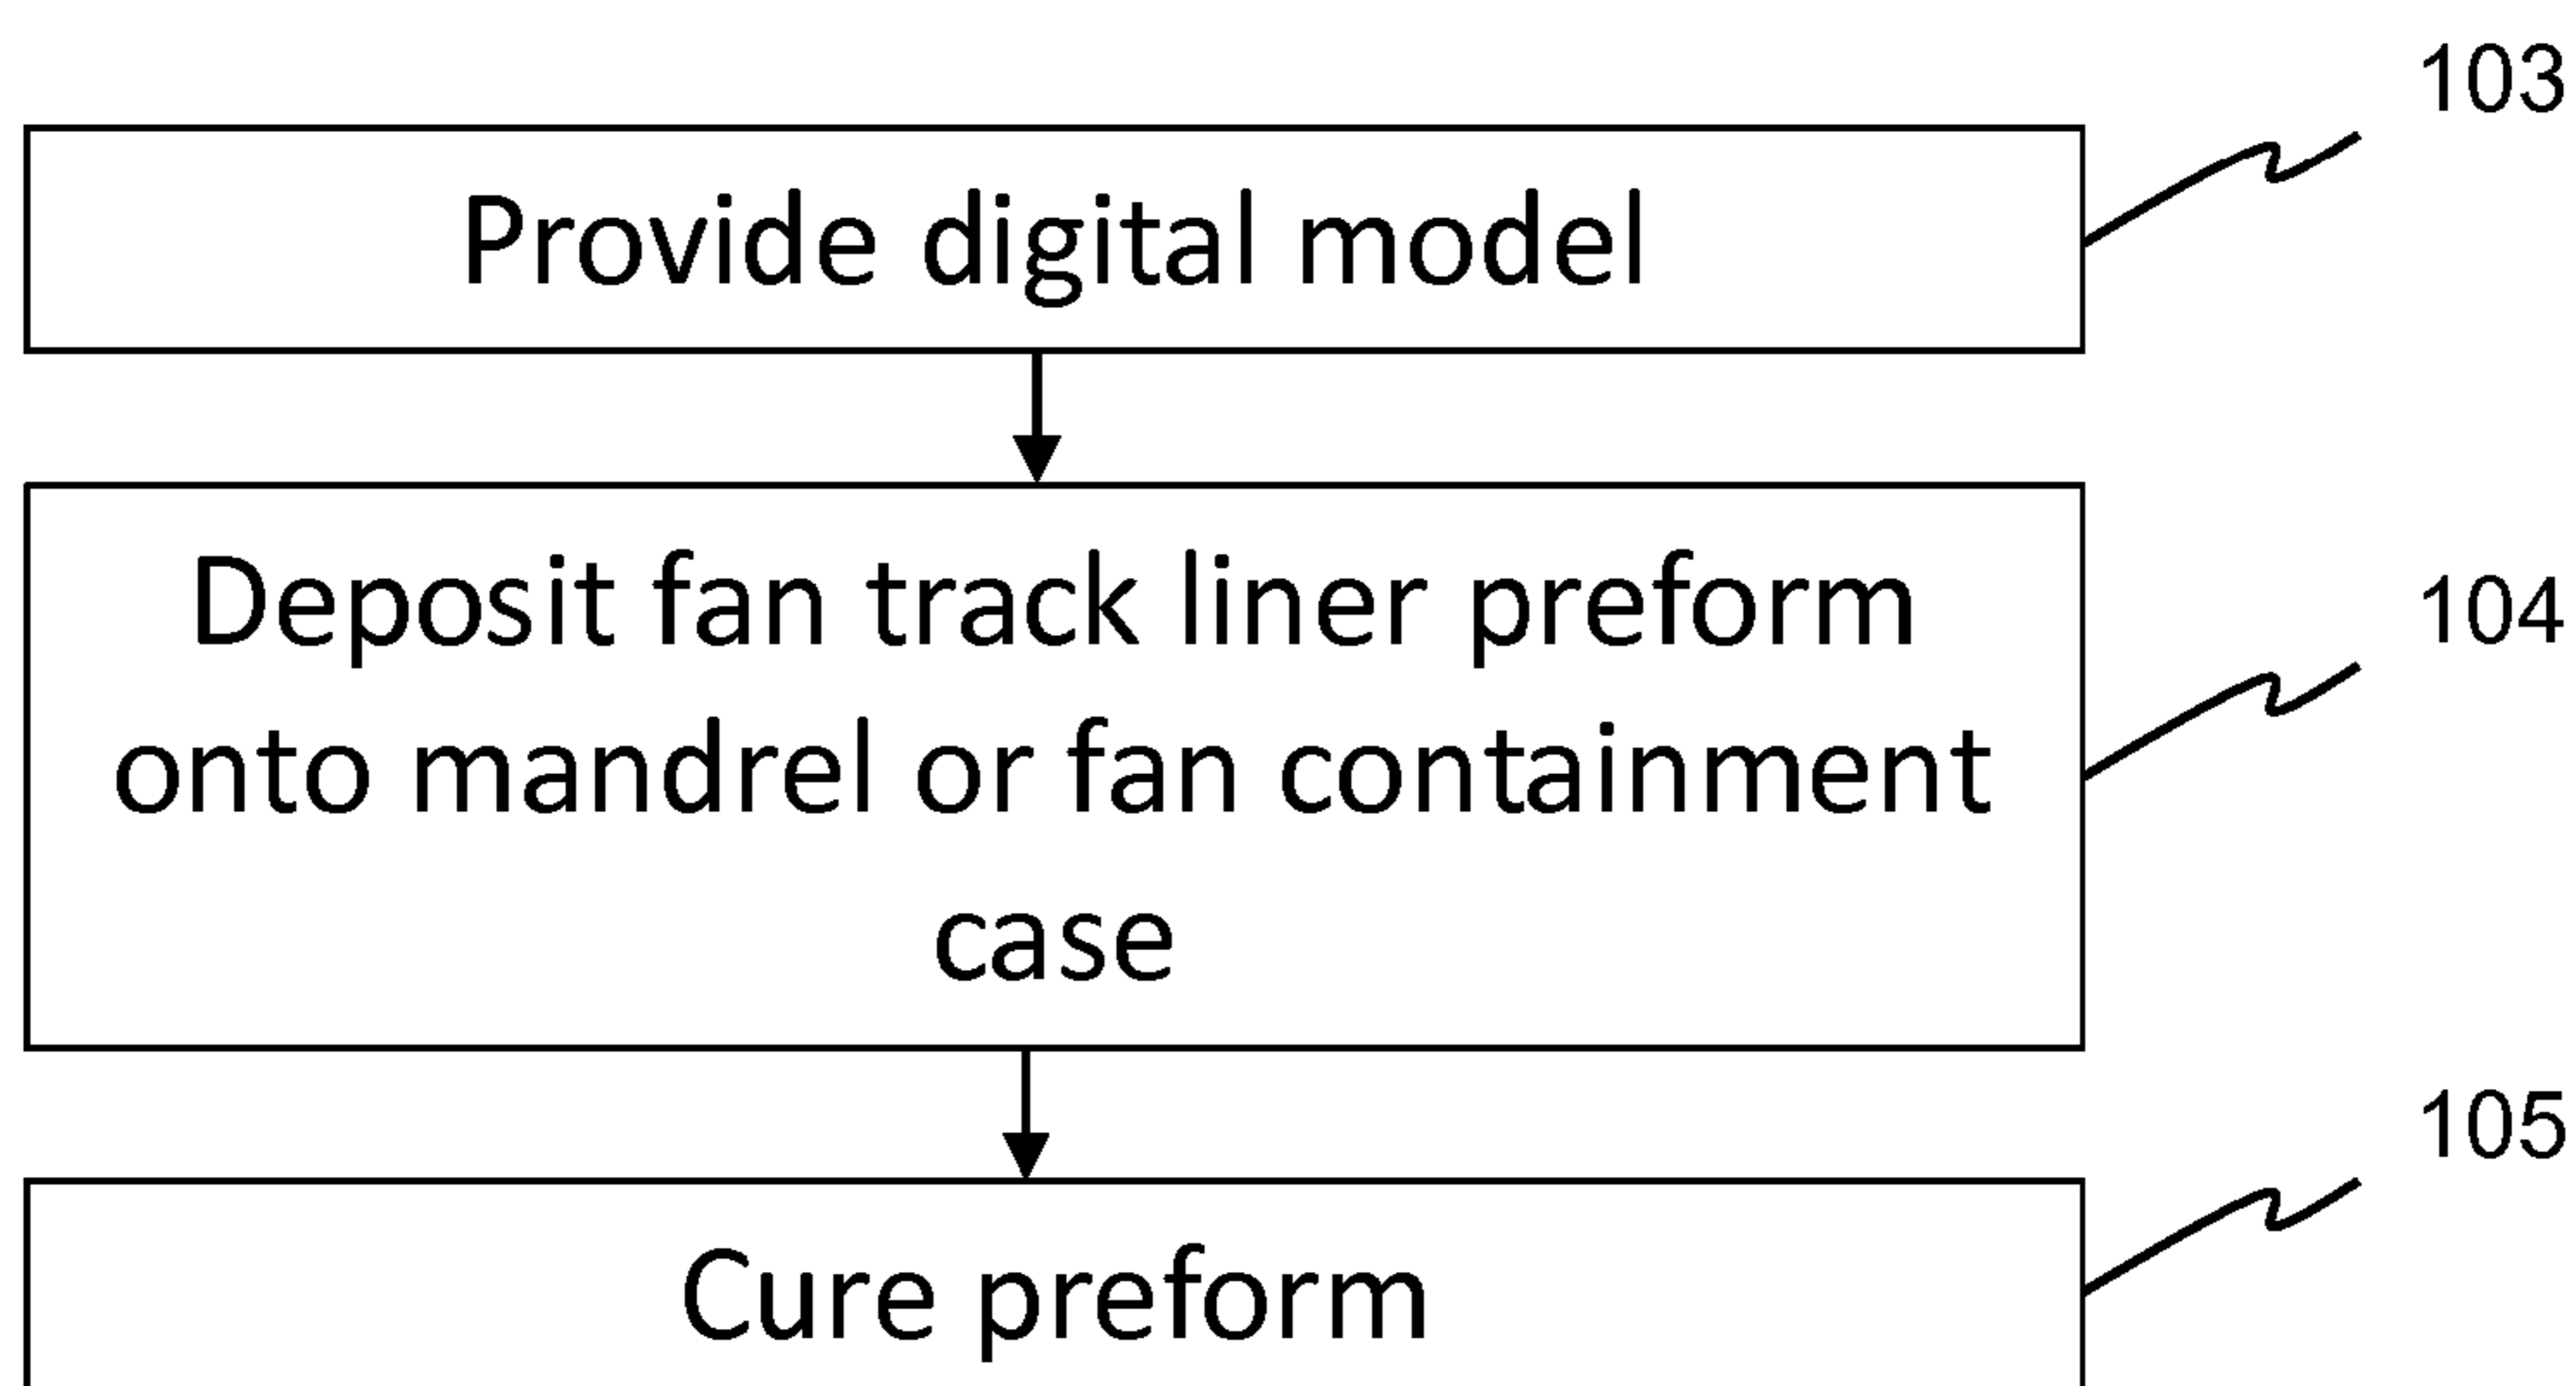 103
Provide digital model
Deposit fan track liner preform
onto mandrel or fan containment
case
104
105
Cure preform